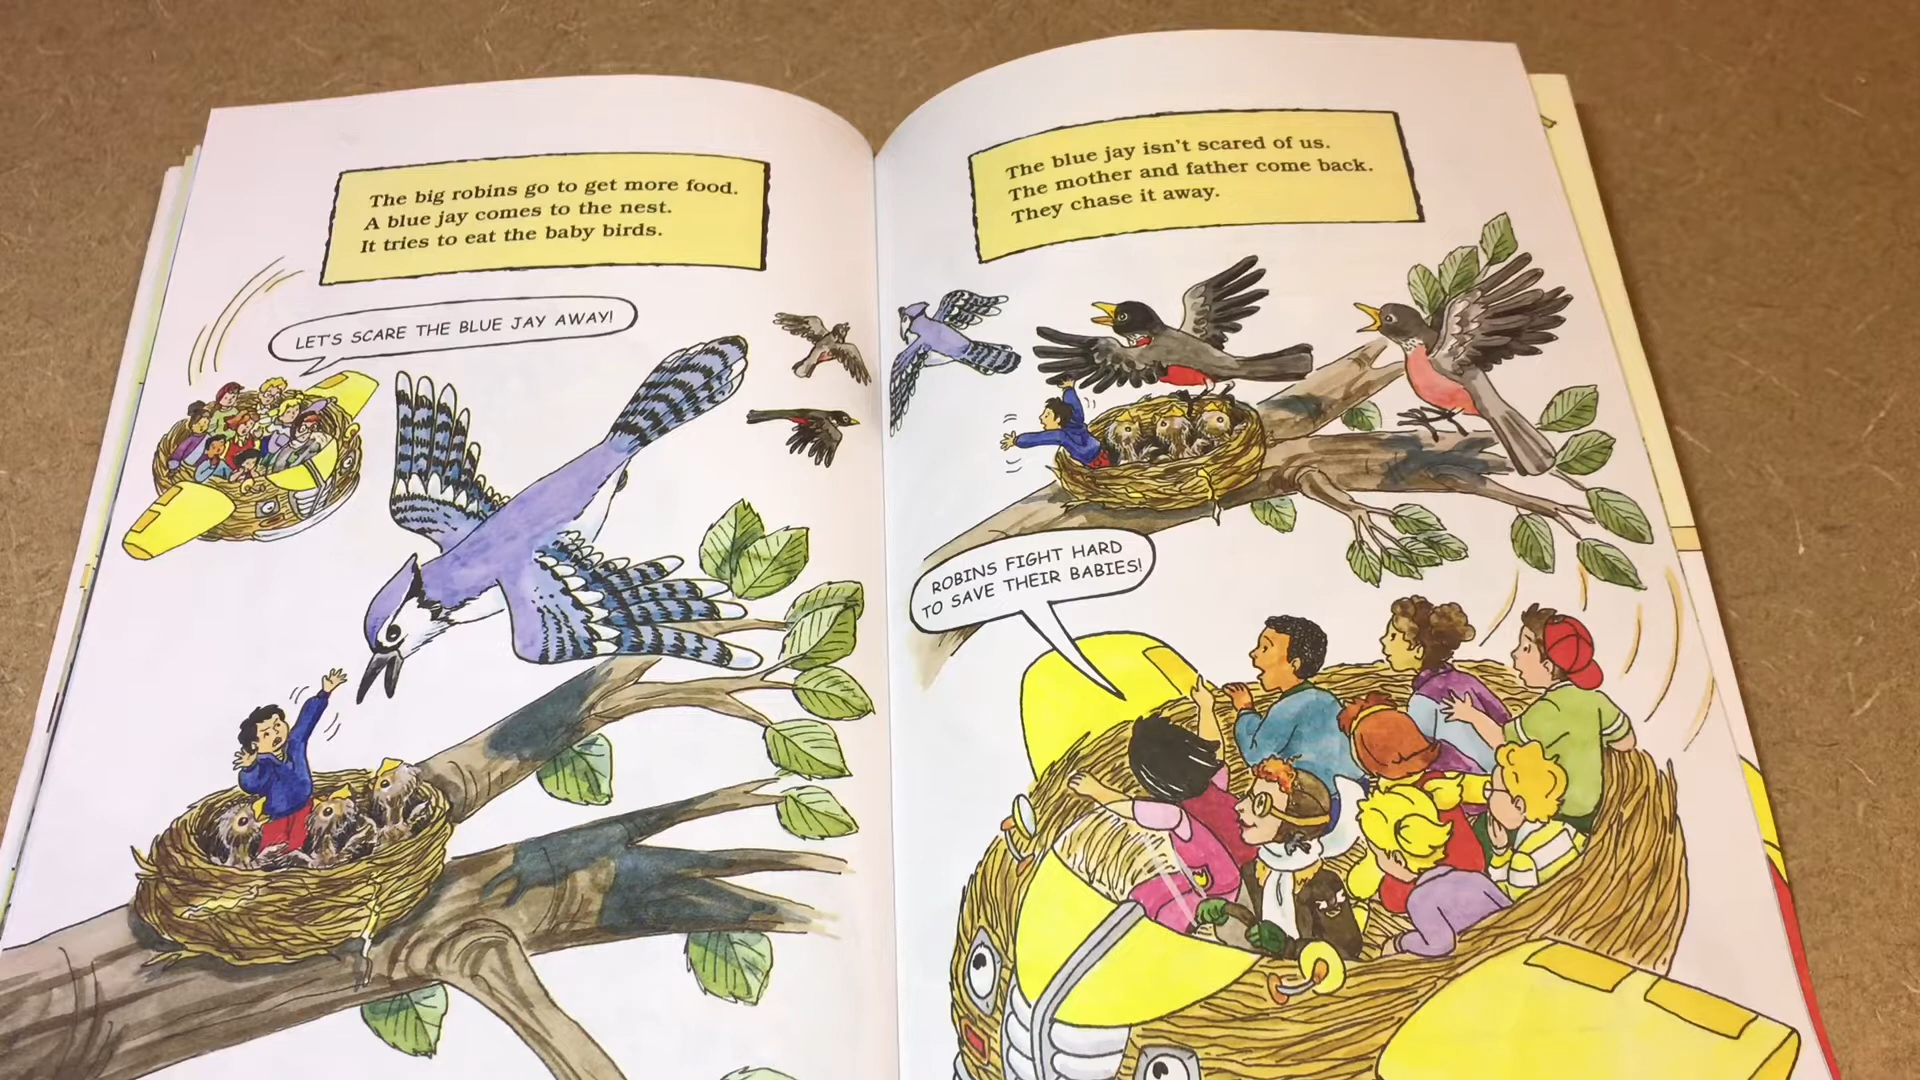 The big robins go to get more food.
A blue jay comes to the nest.
It tries to eat the baby birds.
LET'S SCARE THE BLUE JAY AWAY!
The blue jay isn't scared of us.
The mother and father come back.
They chase it away.
ROBINS FIGHT HARD
TO SAVE THEIR BABIES!